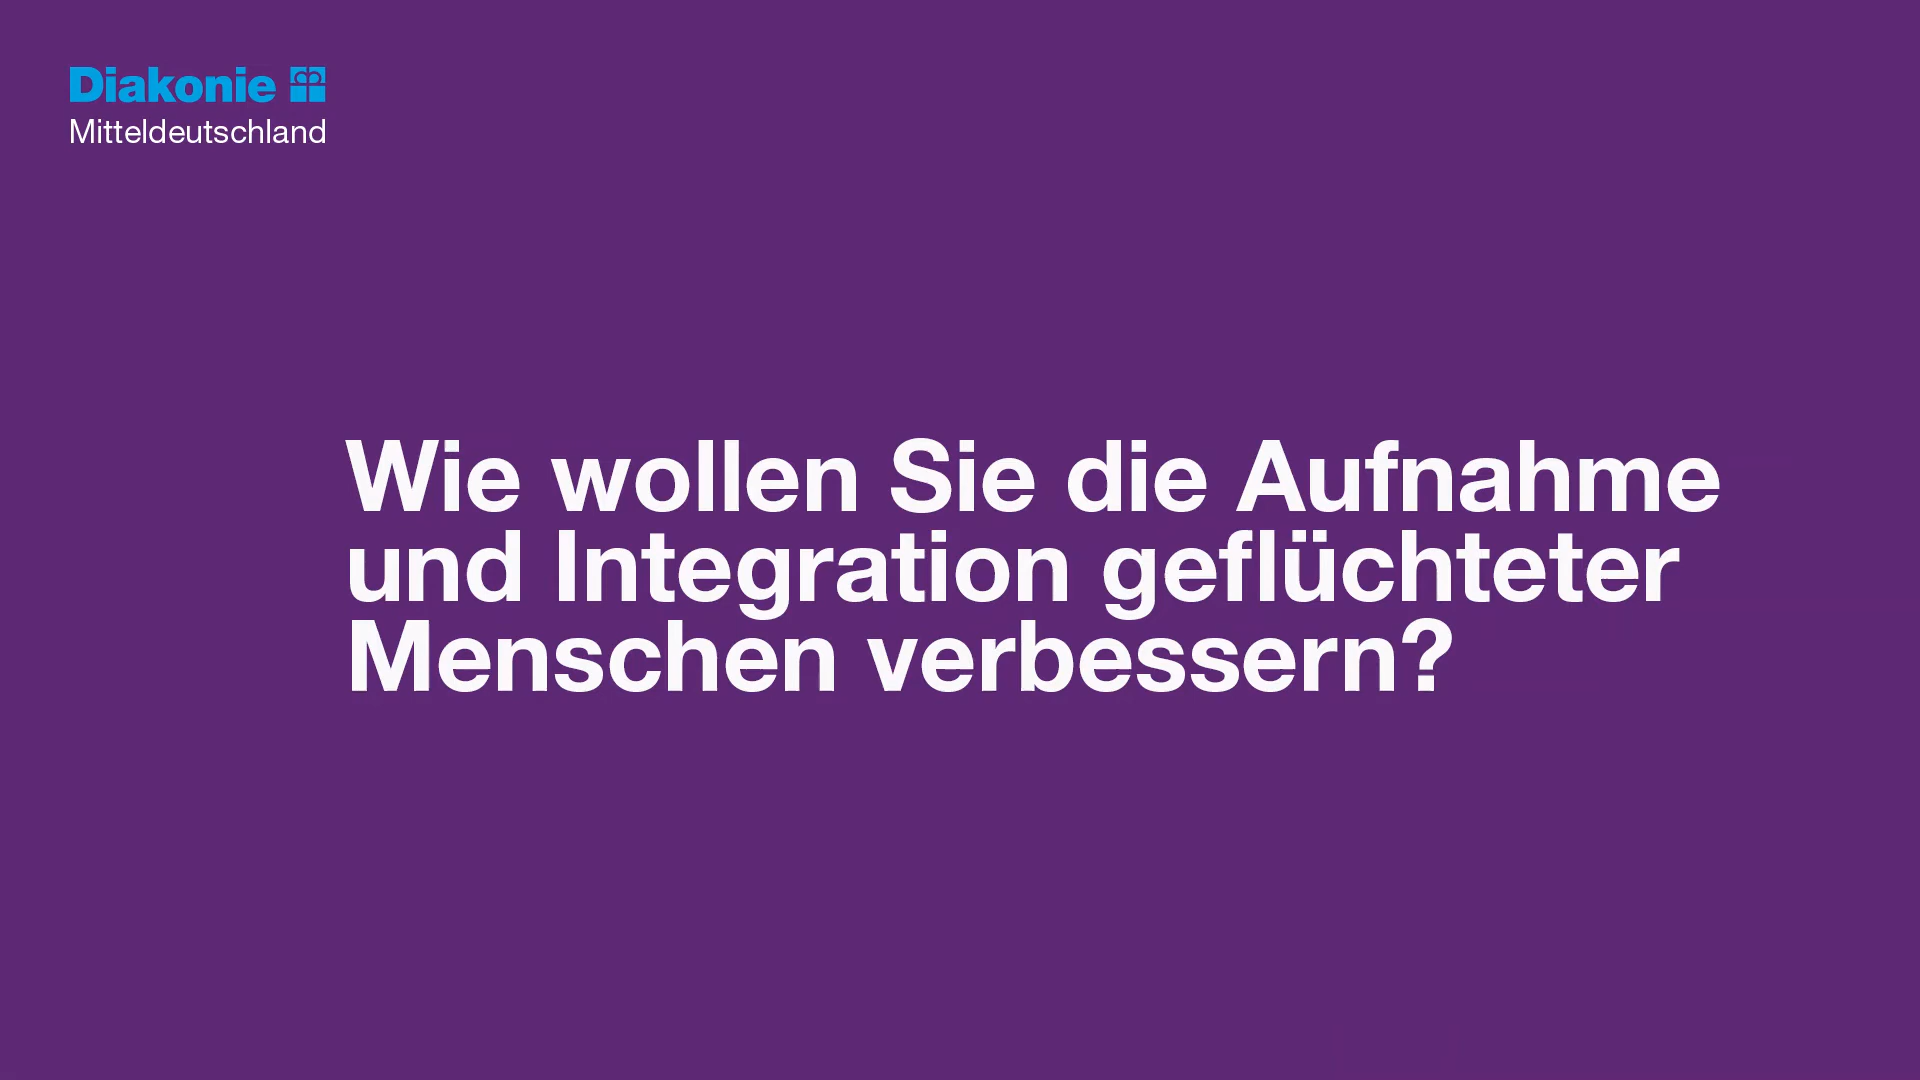 Diakonie
Mitteldeutschland
Wie wollen Sie die Aufnahme
und Integration geflüchteter
Menschen verbessern?